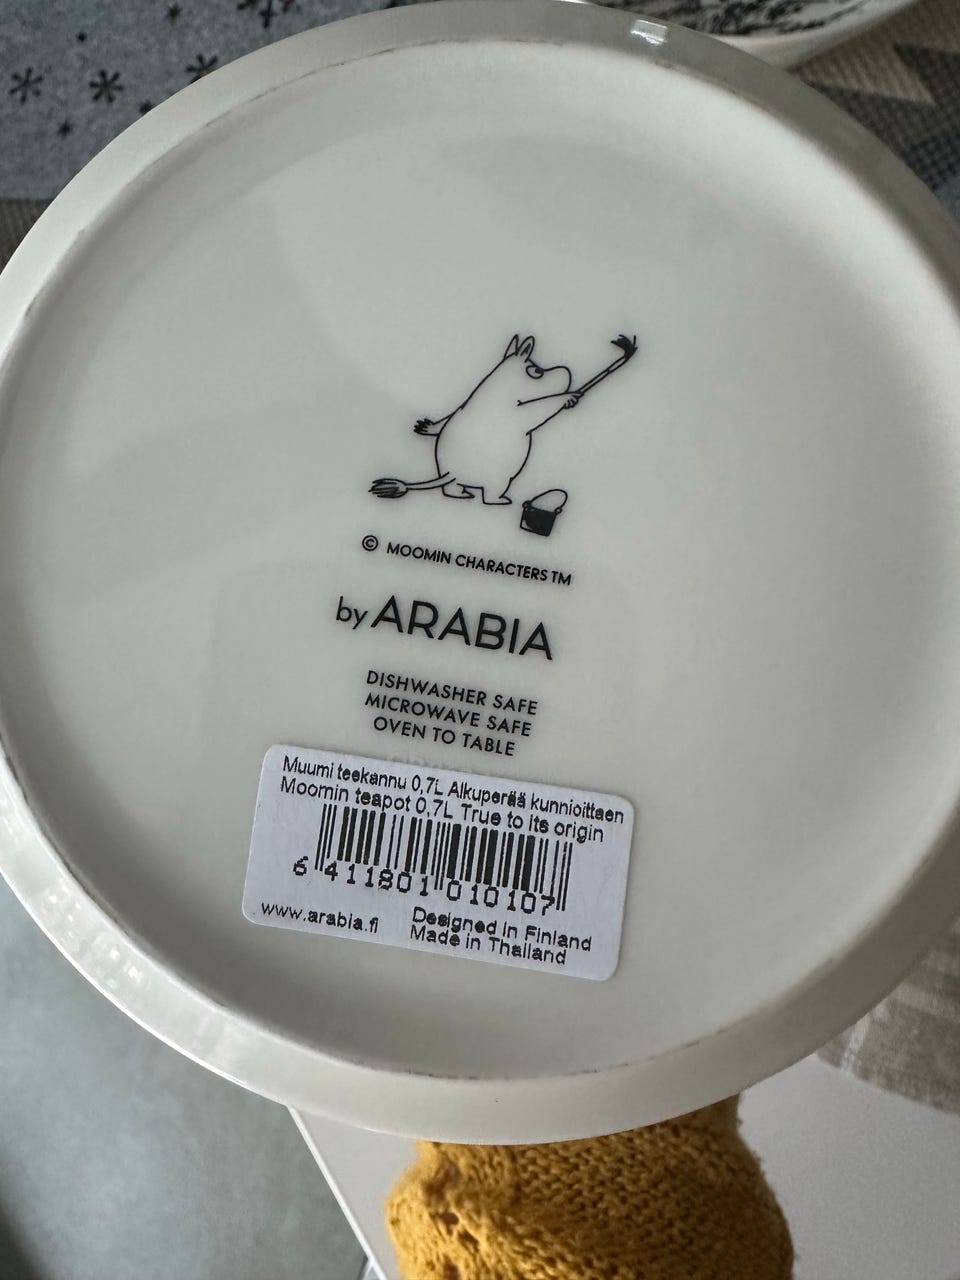 © MOOMIN CHARACTERS TM
by ARABIA
DISHWASHER SAFE
MICROWAVE SAFE
OVEN TO TABLE
Muumi teekannu 0,7L Alkuperää kunnioittaen
Moomin teapot 0,7L True to its origin
6 411801 010107
www.arabia.fi
Designed in Finland
Made in Thailand